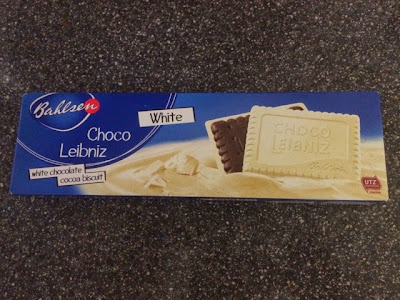 Bahlsen
Choco
Leibniz
White
white chocolate
cocoa biscuit
CHOCO
LEIBNIZ
UTZ